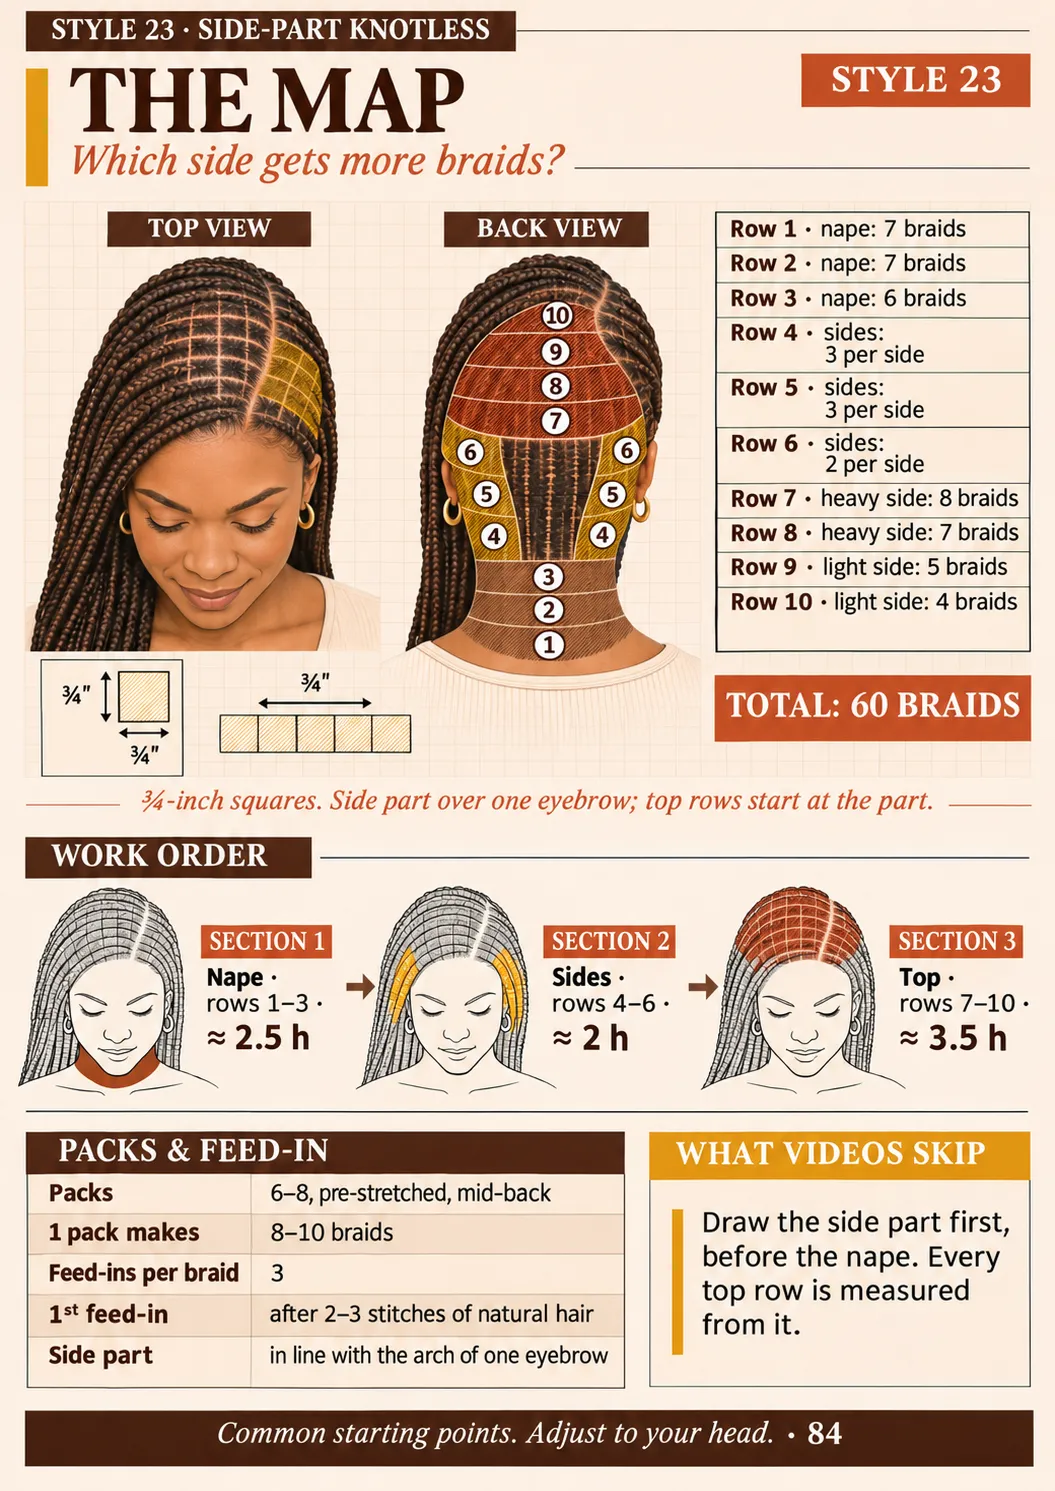 STYLE 23 · SIDE-PART KNOTLESS
STYLE 23
THE MAP
Which side gets more braids?
TOP VIEW
BACK VIEW
10
9
8
7
6
6
5
5
4
4
3
2
1
Row 1 · nape: 7 braids
Row 2 · nape: 7 braids
Row 3 · nape: 6 braids
Row 4 · sides:
3 per side
Row 5 · sides:
3 per side
Row 6 · sides:
2 per side
Row 7 · heavy side: 8 braids
Row 8 · heavy side: 7 braids
Row 9 · light side: 5 braids
Row 10 · light side: 4 braids
TOTAL: 60 BRAIDS
¾"
¾"
¾"
¾-inch squares. Side part over one eyebrow; top rows start at the part.
WORK ORDER
SECTION 1
Nape ·
rows 1–3 ·
≈ 2.5 h
SECTION 2
Sides ·
rows 4–6 ·
≈ 2 h
SECTION 3
Top ·
rows 7–10 ·
≈ 3.5 h
PACKS & FEED-IN
Packs 6–8, pre-stretched, mid-back
1 pack makes 8–10 braids
Feed-ins per braid 3
1st feed-in after 2–3 stitches of natural hair
Side part in line with the arch of one eyebrow
WHAT VIDEOS SKIP
Draw the side part first,
before the nape. Every
top row is measured
from it.
Common starting points. Adjust to your head. · 84